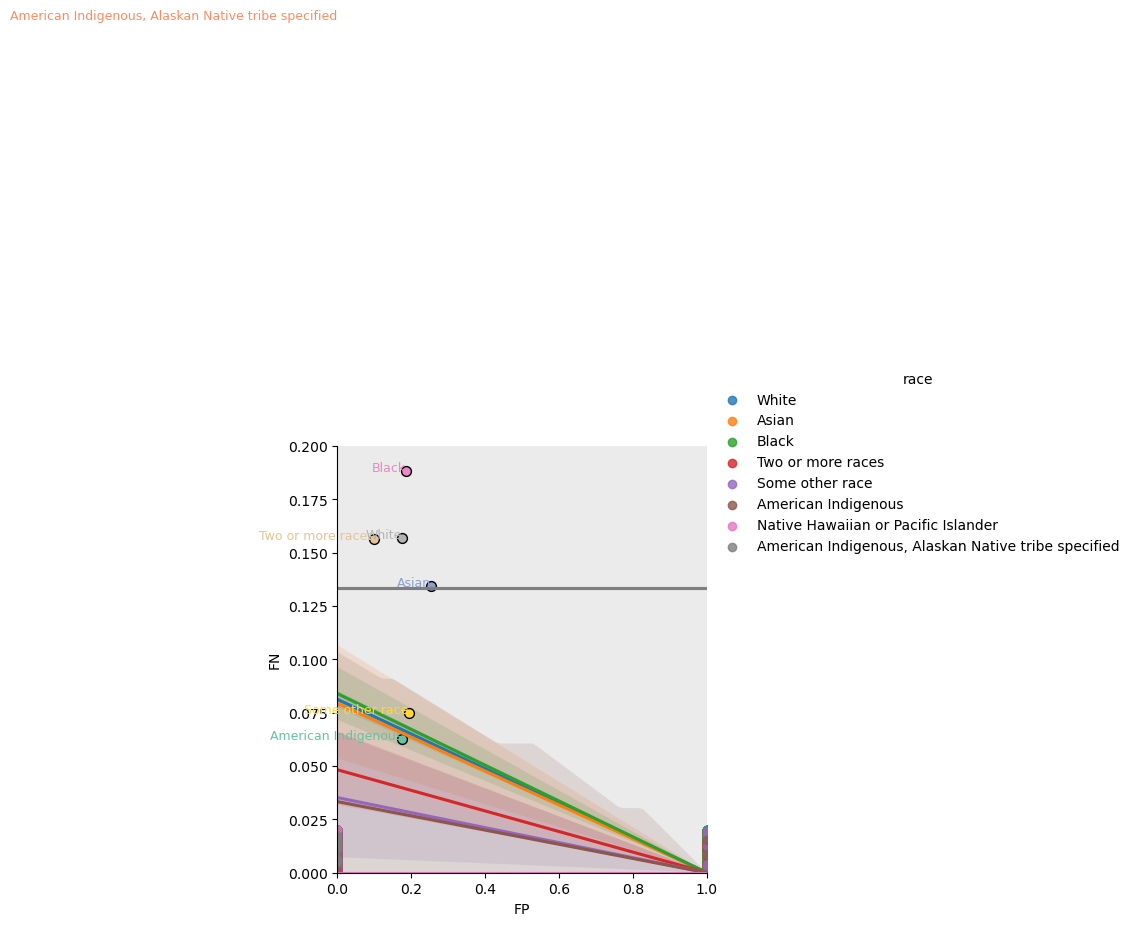 American Indigenous, Alaskan Native tribe specified
race
White
Asian
Black
Two or more races
Some other race
American Indigenous
Native Hawaiian or Pacific Islander
American Indigenous, Alaskan Native tribe specified
0.200
Black
0.175
Two or more races
White
0.150
Asian
0.125
0.100
FN
0.075
Some other race
American Indigenous
0.050
0.025
0.000
0.0
0.2
0.4
0.6
0.8
1.0
FP